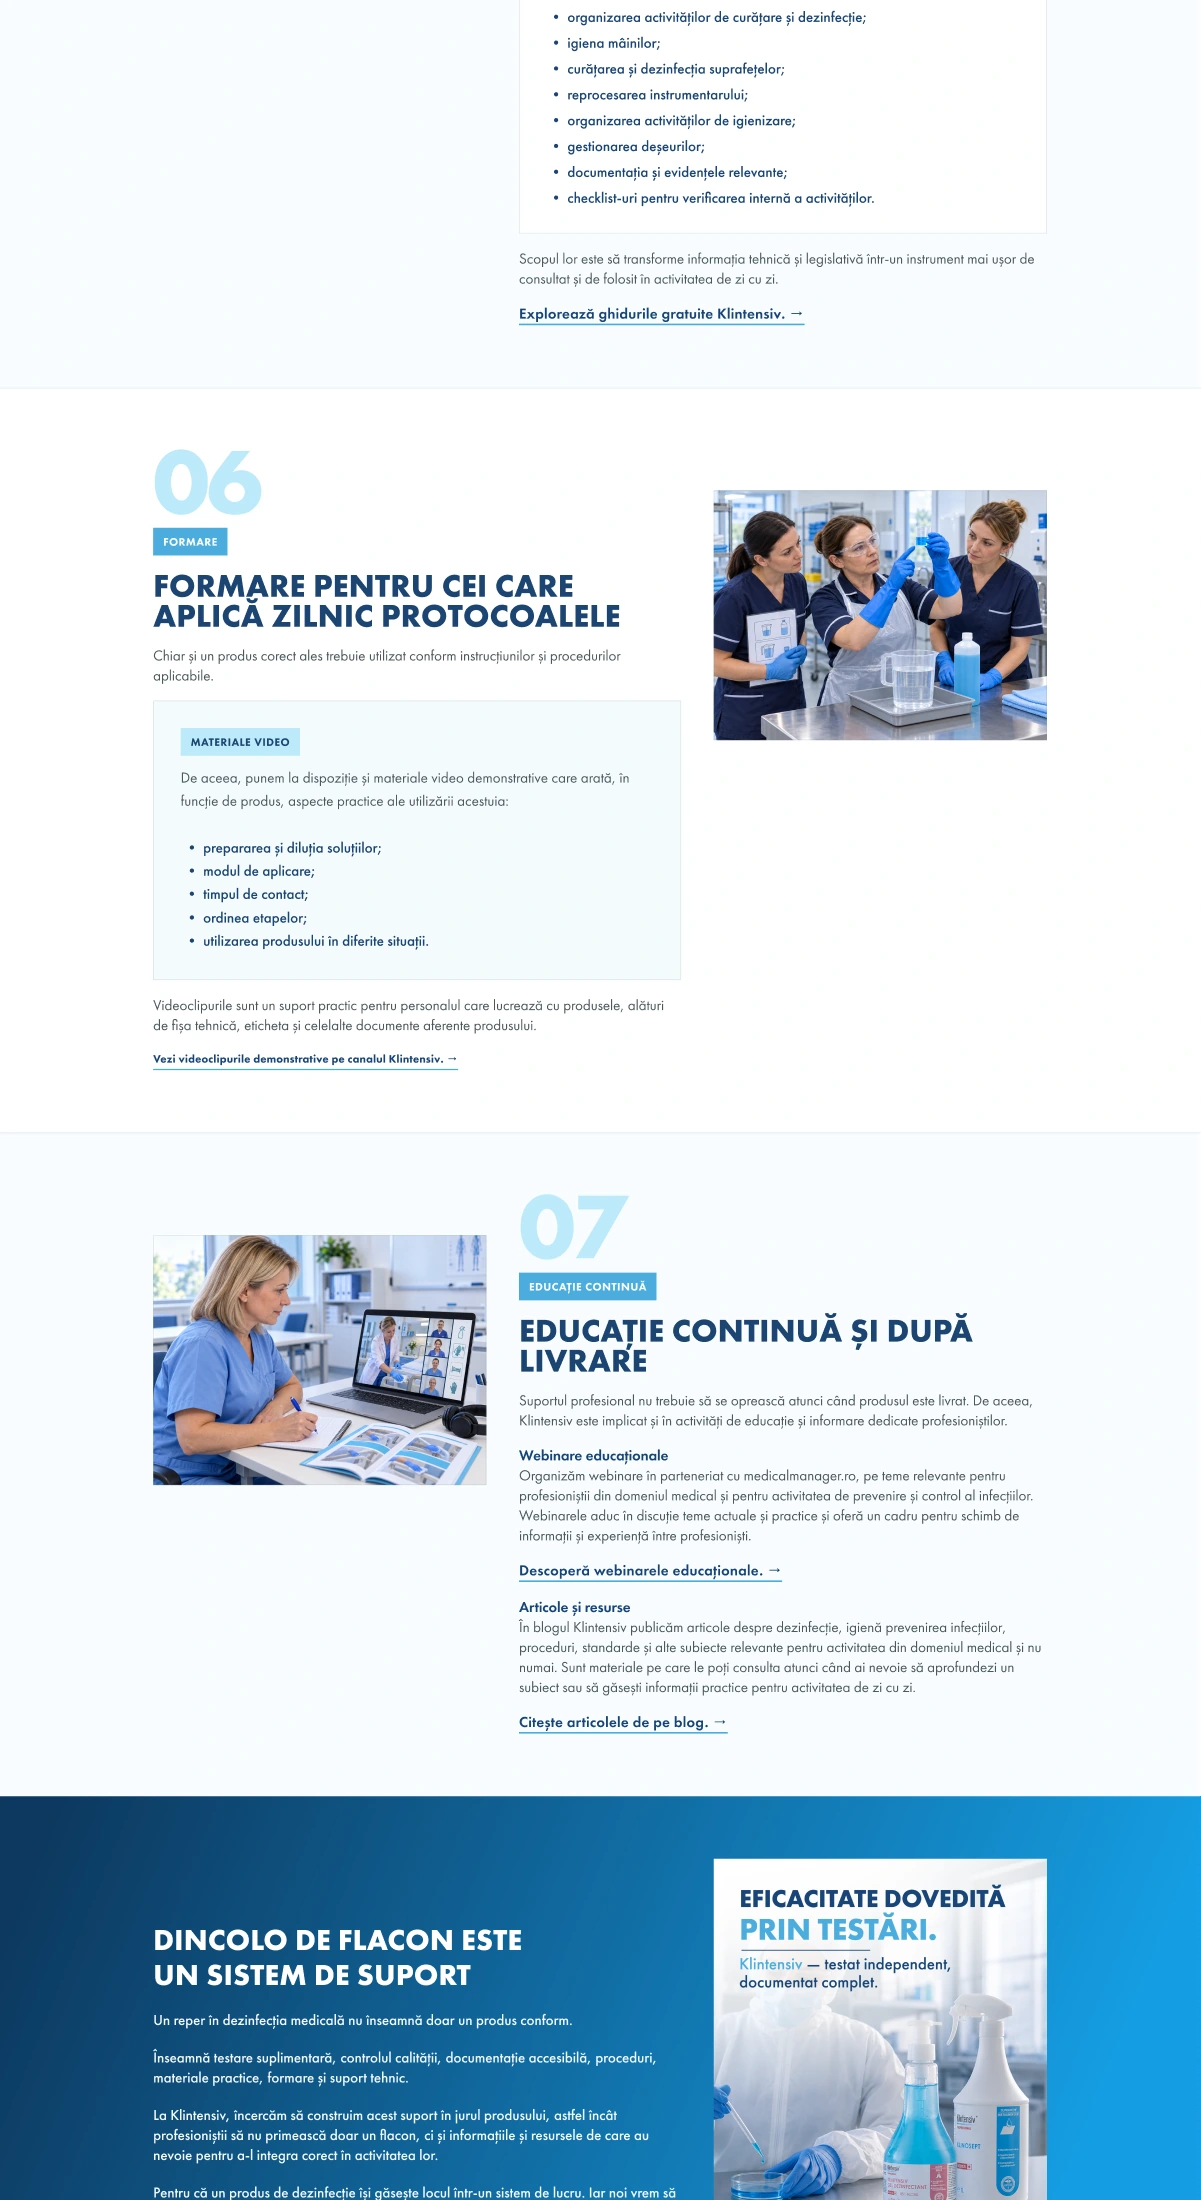 • organizarea activităților de curățare și dezinfecție;
• igiena mâinilor;
• curățarea și dezinfecția suprafețelor;
• reprocesarea instrumentarului;
• organizarea activităților de igienizare;
• gestionarea deșeurilor;
• documentația și evidențele relevante;
• checklist-uri pentru verificarea internă a activităților.
Scopul lor este să transforme informația tehnică și legislativă într-un instrument mai ușor de
consultat și de folosit în activitatea de zi cu zi.
Explorează ghidurile gratuite Klintensiv. →
06
FORMARE
FORMARE PENTRU CEI CARE
APLICĂ ZILNIC PROTOCOALELE
Chiar și un produs corect ales trebuie utilizat conform instrucțiunilor și procedurilor
aplicabile.
MATERIALE VIDEO
De aceea, punem la dispoziție și materiale video demonstrative care arată, în
funcție de produs, aspecte practice ale utilizării acestuia:
• prepararea și diluția soluțiilor;
• modul de aplicare;
• timpul de contact;
• ordinea etapelor;
• utilizarea produsului în diferite situații.
Videoclipurile sunt un suport practic pentru personalul care lucrează cu produsele, alături
de fișa tehnică, eticheta și celelalte documente aferente produsului.
Vezi videoclipurile demonstrative pe canalul Klintensiv. →
07
EDUCAȚIE CONTINUĂ
EDUCAȚIE CONTINUĂ ȘI DUPĂ
LIVRARE
Suportul profesional nu trebuie să se oprească atunci când produsul este livrat. De aceea,
Klintensiv este implicat și în activități de educație și informare dedicate profesioniștilor.
Webinare educaționale
Organizăm webinare în parteneriat cu medicalmanager.ro, pe teme relevante pentru
profesioniștii din domeniul medical și pentru activitatea de prevenire și control al infecțiilor.
Webinarele aduc în discuție teme actuale și practice și oferă un cadru pentru schimb de
informații și experiență între profesioniști.
Descoperă webinarele educaționale. →
Articole și resurse
În blogul Klintensiv publicăm articole despre dezinfecție, igienă prevenirea infecțiilor,
proceduri, standarde și alte subiecte relevante pentru activitatea din domeniul medical și nu
numai. Sunt materiale pe care le poți consulta atunci când ai nevoie să aprofundezi un
subiect sau să găsești informații practice pentru activitatea de zi cu zi.
Citește articolele de pe blog. →
DINCOLO DE FLACON ESTE
UN SISTEM DE SUPORT
Un reper în dezinfecția medicală nu înseamnă doar un produs conform.
Înseamnă testare suplimentară, controlul calității, documentație accesibilă, proceduri,
materiale practice, formare și suport tehnic.
La Klintensiv, încercăm să construim acest suport în jurul produsului, astfel încât
profesioniștii să nu primească doar un flacon, ci și informațiile și resursele de care au
nevoie pentru a-l integra corect în activitatea lor.
Pentru că un produs de dezinfecție își găsește locul într-un sistem de lucru. Iar noi vrem să
EFICACITATE DOVEDITĂ
PRIN TESTĂRI.
Klintensiv — testat independent,
documentat complet.
Klintensiv